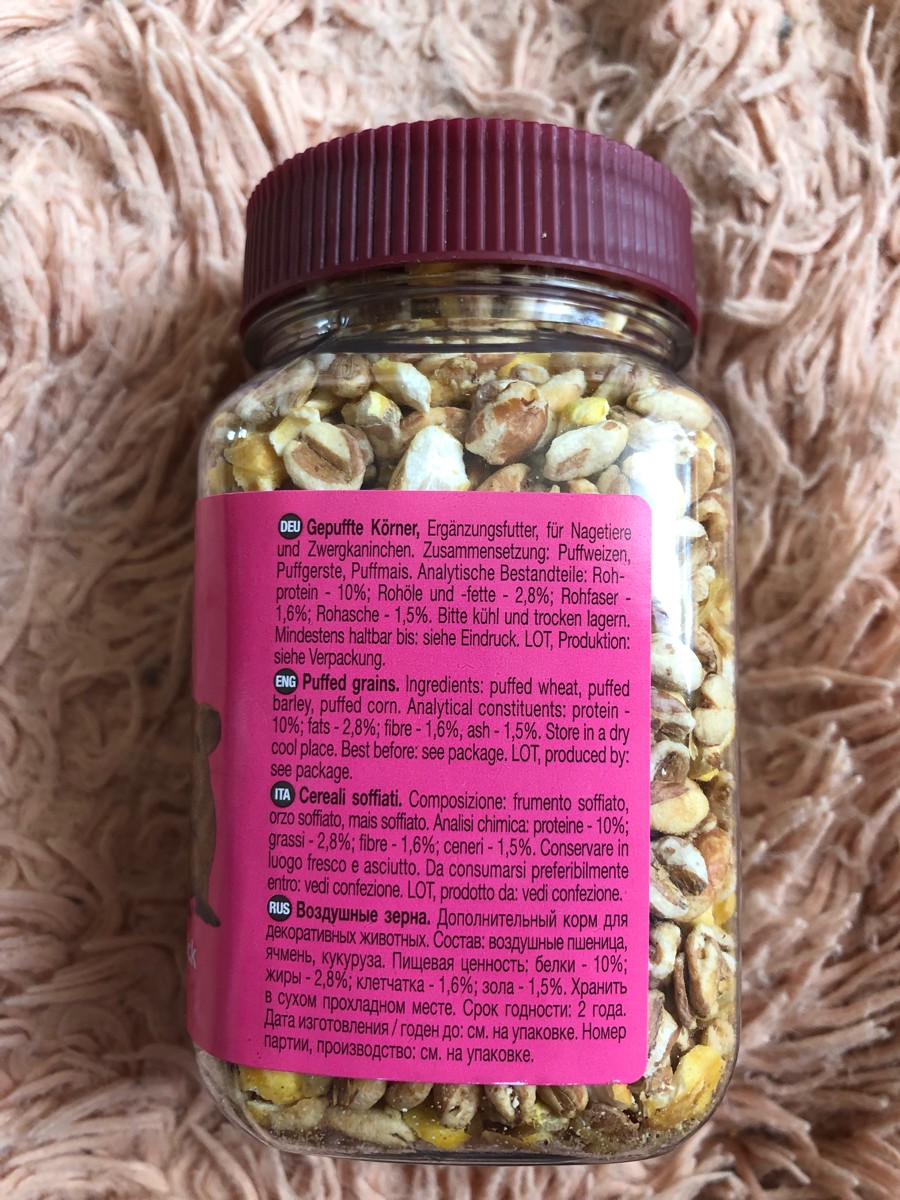 DEU Gepuffte Körner, Ergänzungsfutter, für Nagetiere
und Zwergkaninchen. Zusammensetzung: Puffweizen,
Puffgerste, Puffmais. Analytische Bestandteile: Roh-
protein - 10%; Rohöle und -fette - 2,8%; Rohfaser -
1,6%; Rohasche - 1,5%. Bitte kühl und trocken lagern.
Mindestens haltbar bis: siehe Eindruck. LOT, Produktion:
siehe Verpackung.
ENG Puffed grains. Ingredients: puffed wheat, puffed
barley, puffed corn. Analytical constituents: protein -
10%; fats - 2,8%; fibre - 1,6%, ash - 1,5%. Store in a dry
cool place. Best before: see package. LOT, produced by:
see package.
ITA Cereali soffiati. Composizione: frumento soffiato,
orzo soffiato, mais soffiato. Analisi chimica: proteine - 10%;
grassi - 2,8%; fibre - 1,6%; ceneri - 1,5%. Conservare in
luogo fresco e asciutto. Da consumarsi preferibilmente
entro: vedi confezione. LOT, prodotto da: vedi confezione.
RUS Воздушные зерна. Дополнительный корм для
декоративных животных. Состав: воздушные пшеница,
ячмень, кукуруза. Пищевая ценность: белки - 10%;
жиры - 2,8%; клетчатка - 1,6%; зола - 1,5%. Хранить
в сухом прохладном месте. Срок годности: 2 года.
Дата изготовления / годен до: см. на упаковке. Номер
партии, производство: см. на упаковке.